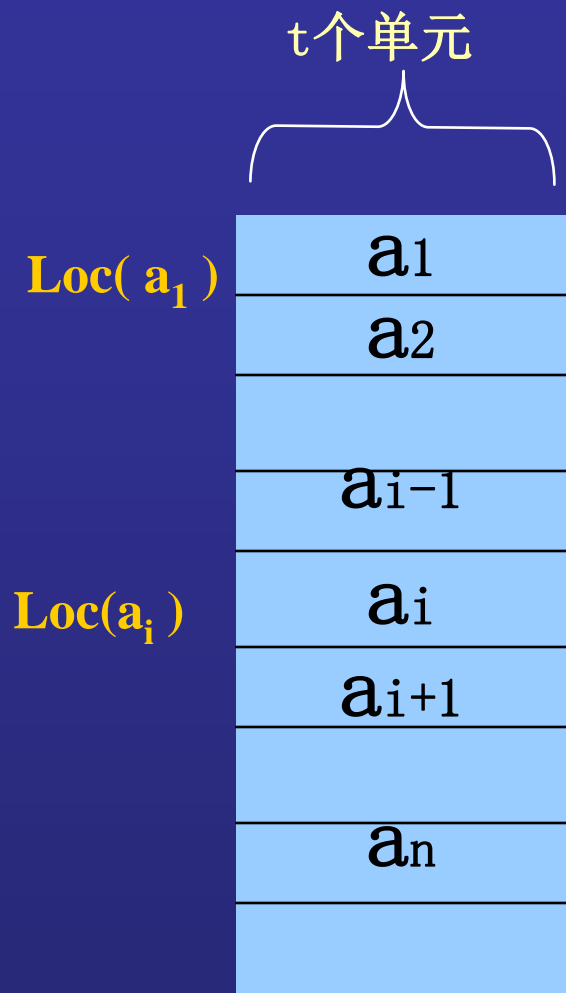 t个单元
Loc( a1 ) a1
a2
ai-1
Loc(ai ) ai
ai+1
an